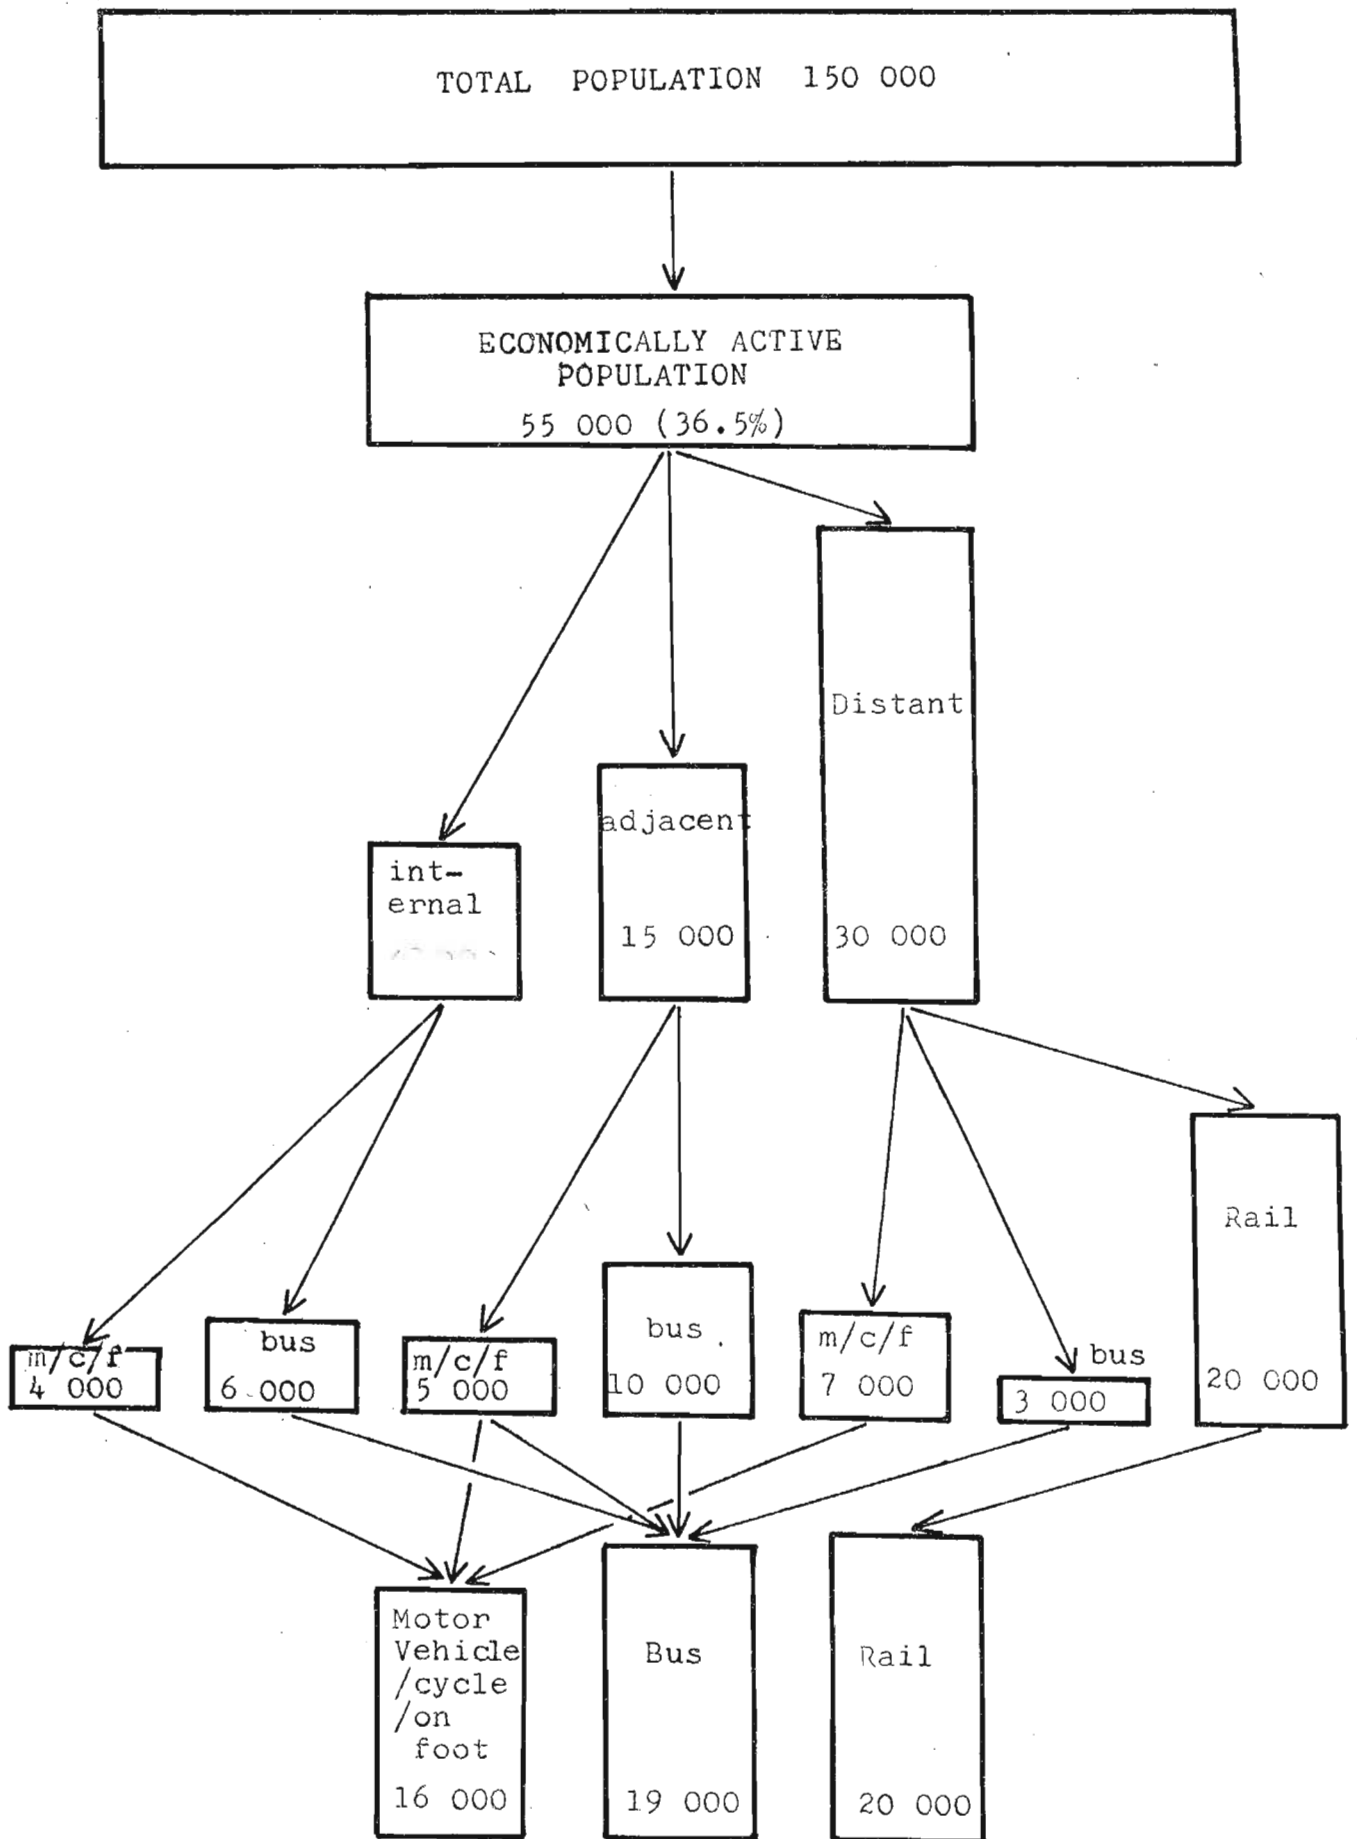 TOTAL POPULATION 150 000
ECONOMICALLY ACTIVE
POPULATION
55 000 (36.5%)
Distant
30 000
adjacent
15 000
int-
ernal
Rail
20 000
m/c/f
4 000
bus
6 000
m/c/f
5 000
bus
10 000
m/c/f
7 000
bus
3 000
Motor
Vehicle
/cycle
/on
foot
16 000
Bus
19 000
Rail
20 000